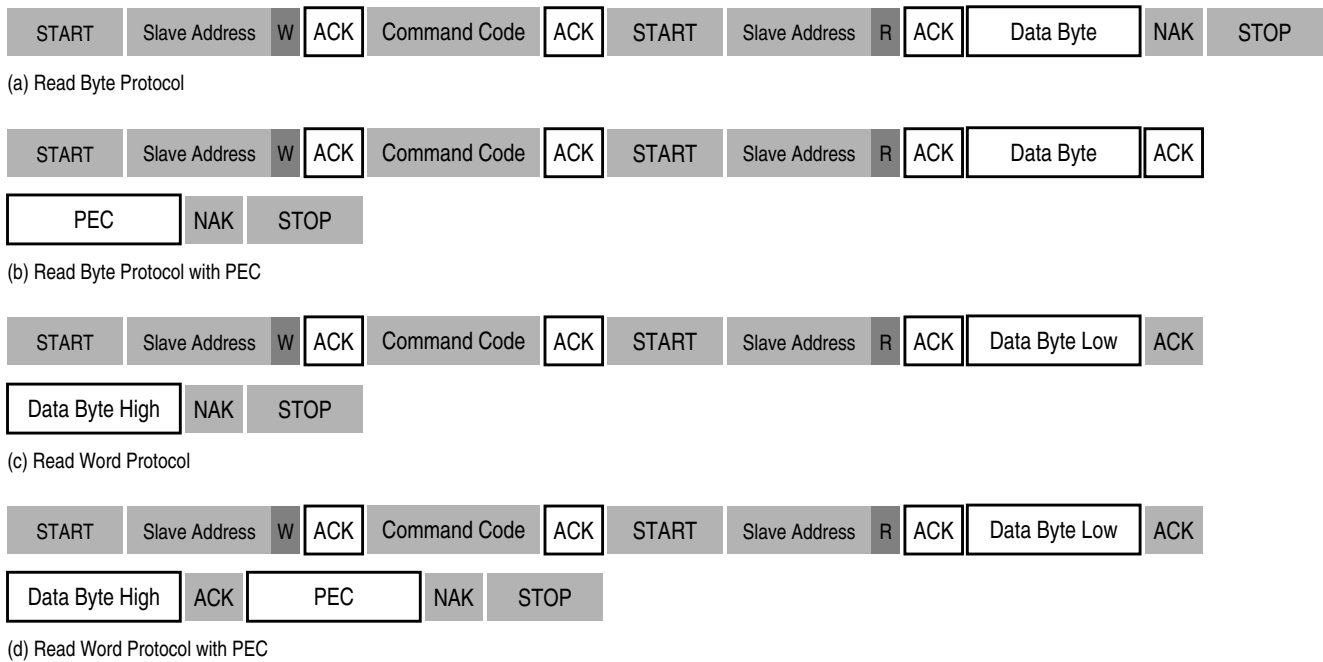 START Slave Address W ACK Command Code ACK START Slave Address R ACK Data Byte NAK STOP
(a) Read Byte Protocol
START Slave Address W ACK Command Code ACK START Slave Address R ACK Data Byte ACK
PEC NAK STOP
(b) Read Byte Protocol with PEC
START Slave Address W ACK Command Code ACK START Slave Address R ACK Data Byte Low ACK
Data Byte High NAK STOP
(c) Read Word Protocol
START Slave Address W ACK Command Code ACK START Slave Address R ACK Data Byte Low ACK
Data Byte High ACK PEC NAK STOP
(d) Read Word Protocol with PEC